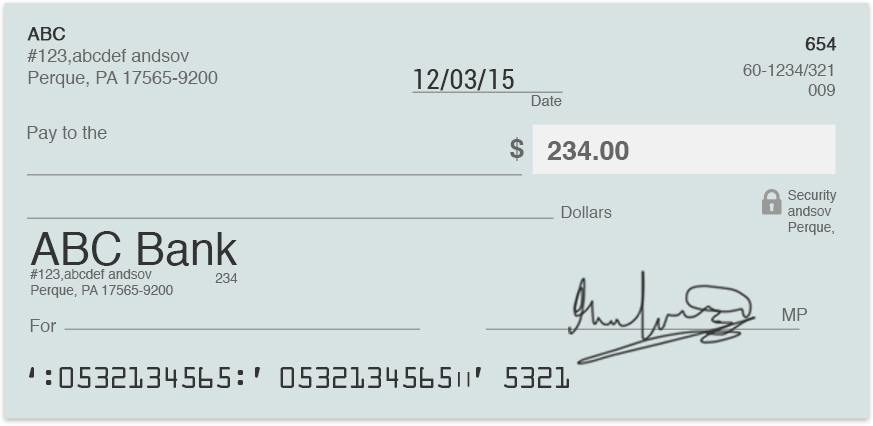 ABC
#123,abcdef andsov
Perque, PA 17565-9200
654
60-1234/321
009
12/03/15
Date
Pay to the
$ 234.00
Dollars
Security
andsov
Perque,
ABC Bank
#123,abcdef andsov
234
Perque, PA 17565-9200
For
MP
':0532134565:' 0532134565॥' 5321